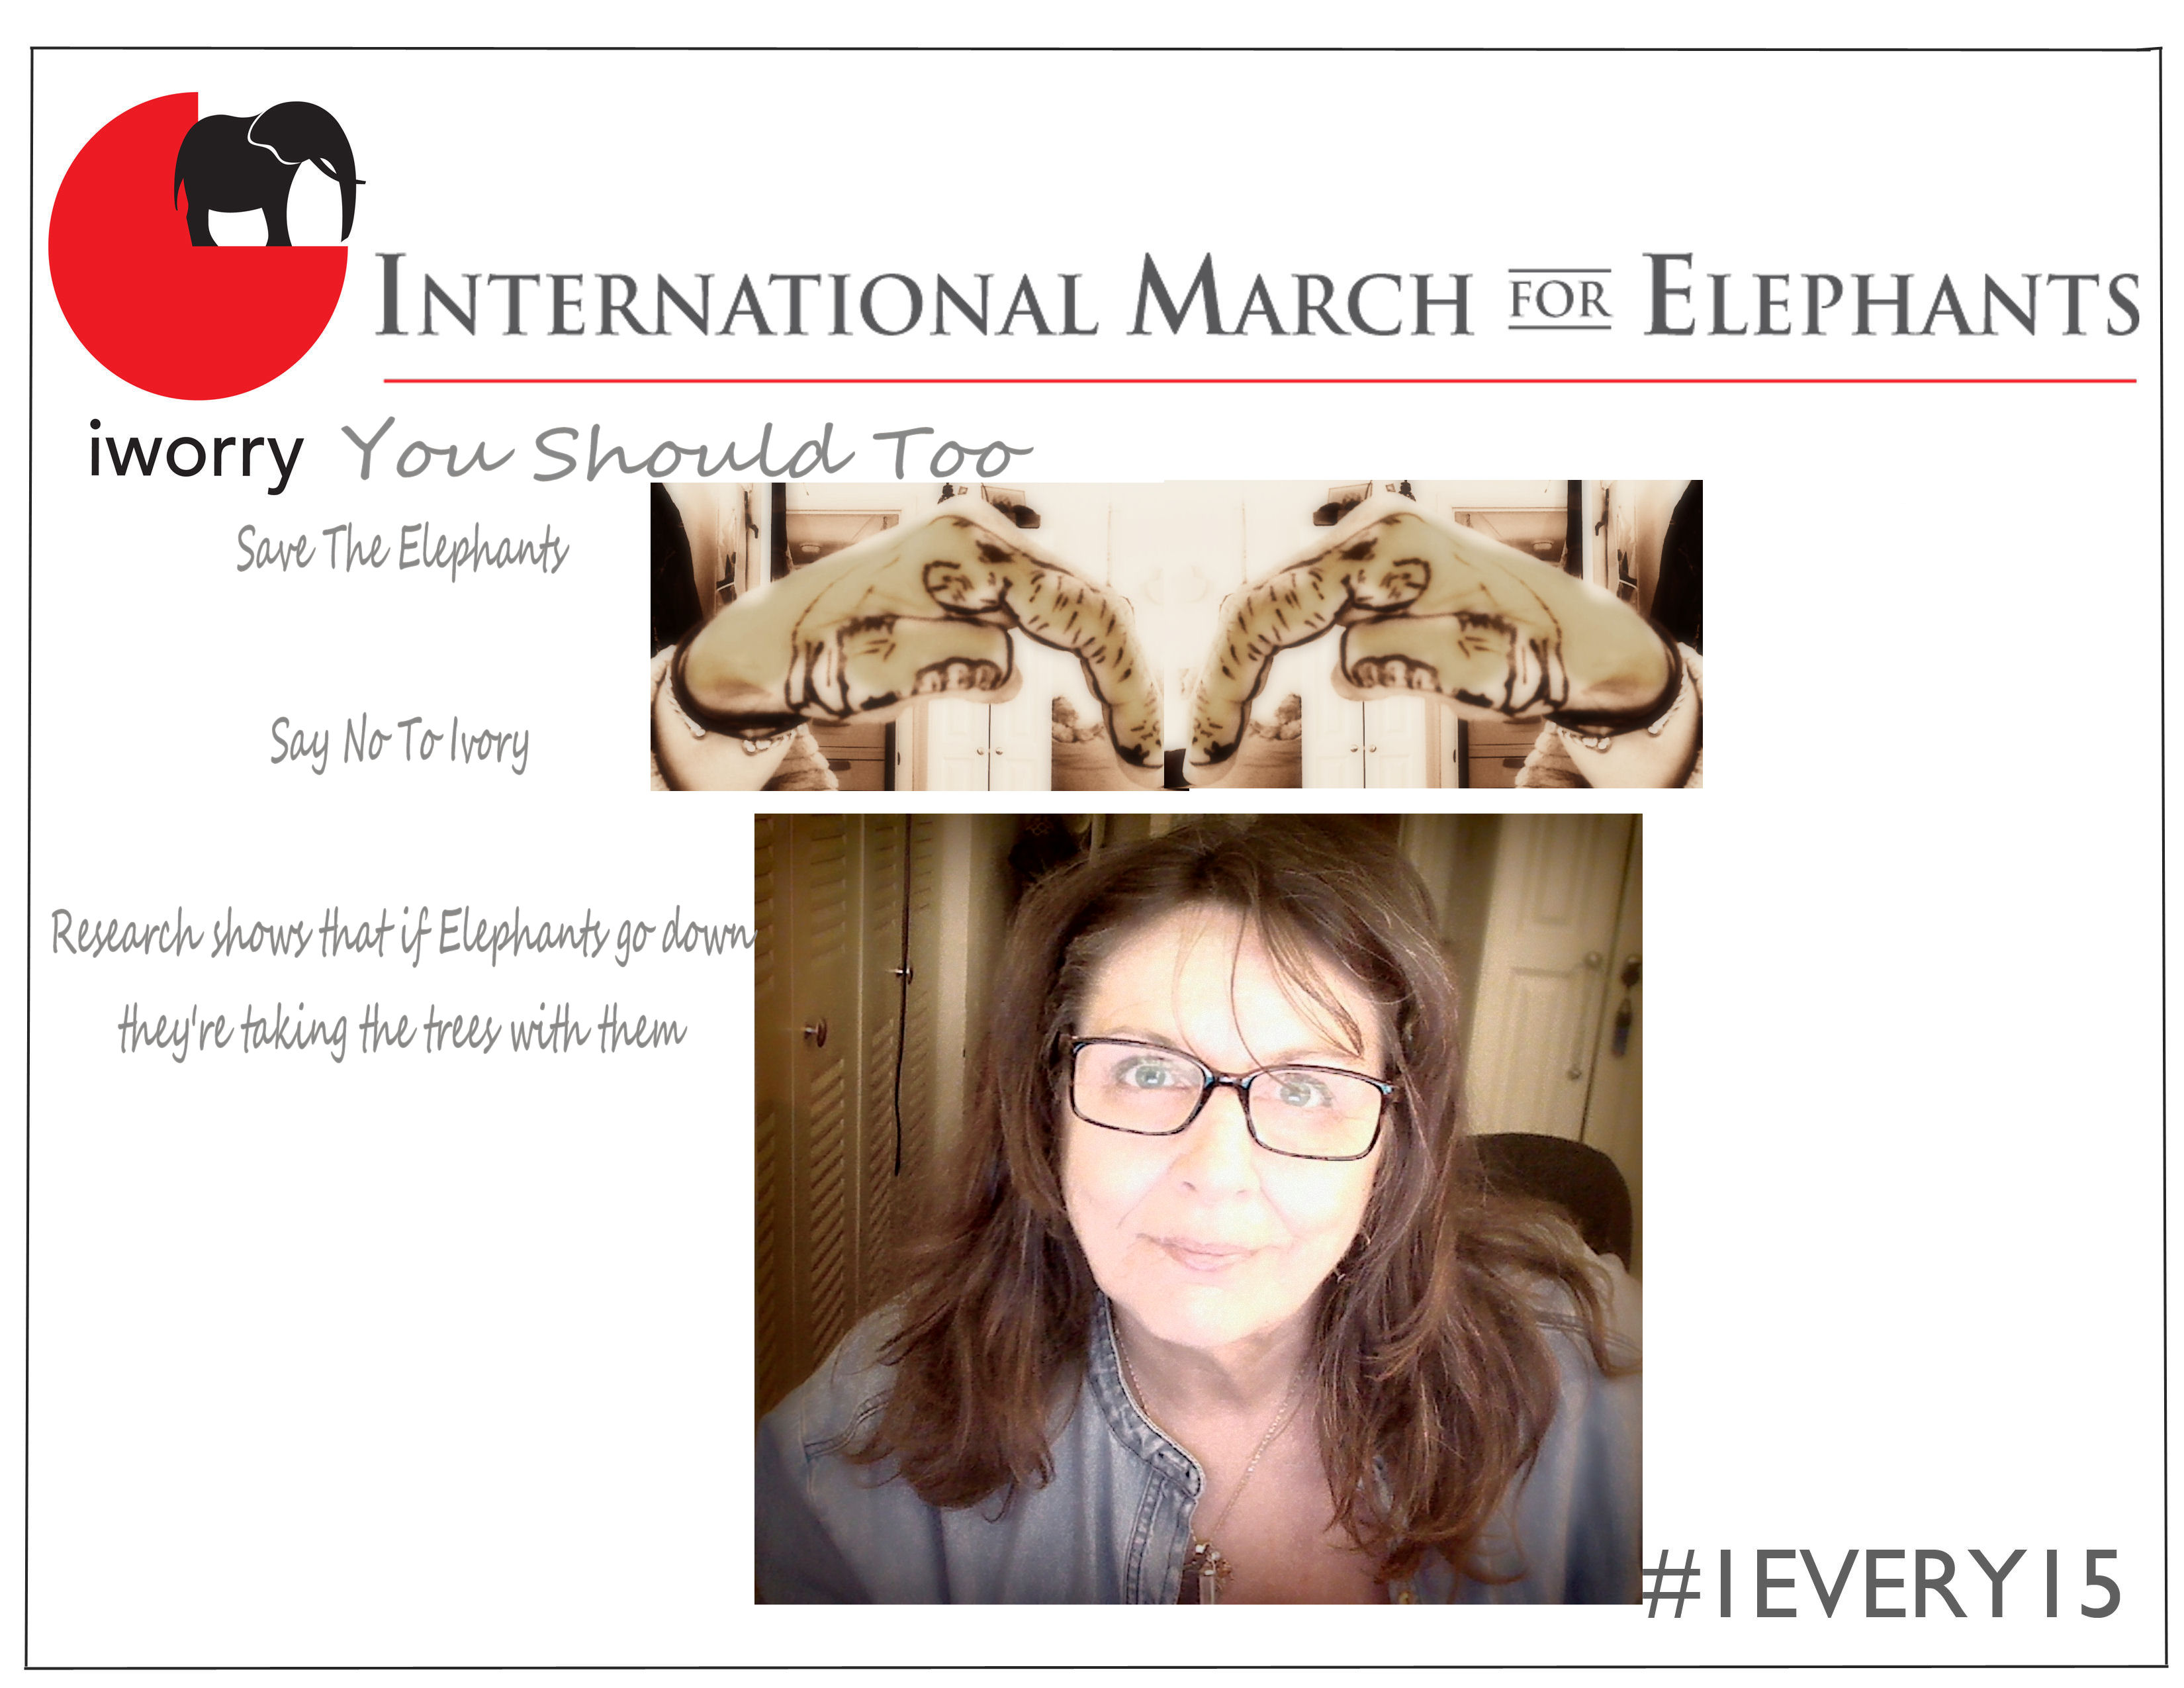 INTERNATIONAL MARCH FOR ELEPHANTS
iworry You Should Too
Save The Elephants
Say No To Ivory
Research shows that if Elephants go down
they're taking the trees with them
#1EVERY15